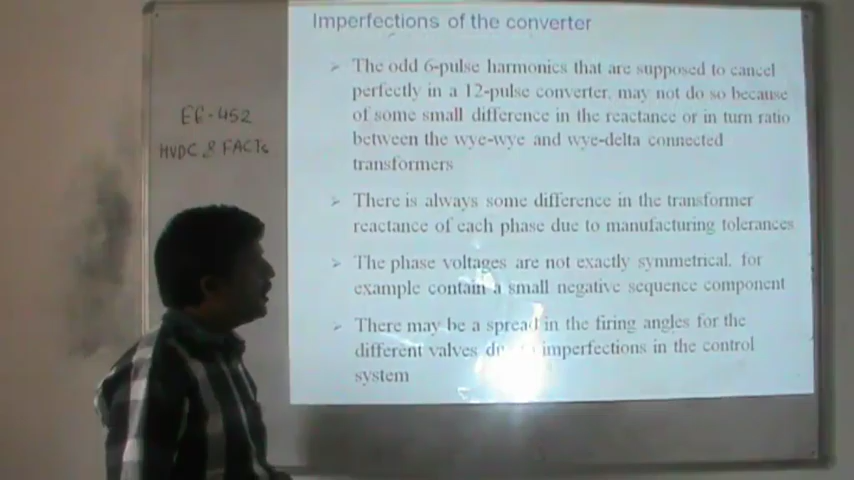 Imperfections of the converter
The odd 6-pulse harmonics that are supposed to cancel
perfectly in a 12-pulse converter, may not do so because
of some small difference in the reactance or in turn ratio
between the wye-wye and wye-delta connected
transformers
There is always some difference in the transformer
reactance of each phase due to manufacturing tolerances
The phase voltages are not exactly symmetrical, for
example contain a small negative sequence component
There may be a spread in the firing angles for the
different valves imperfections in the control
system
HVDC & FACTs